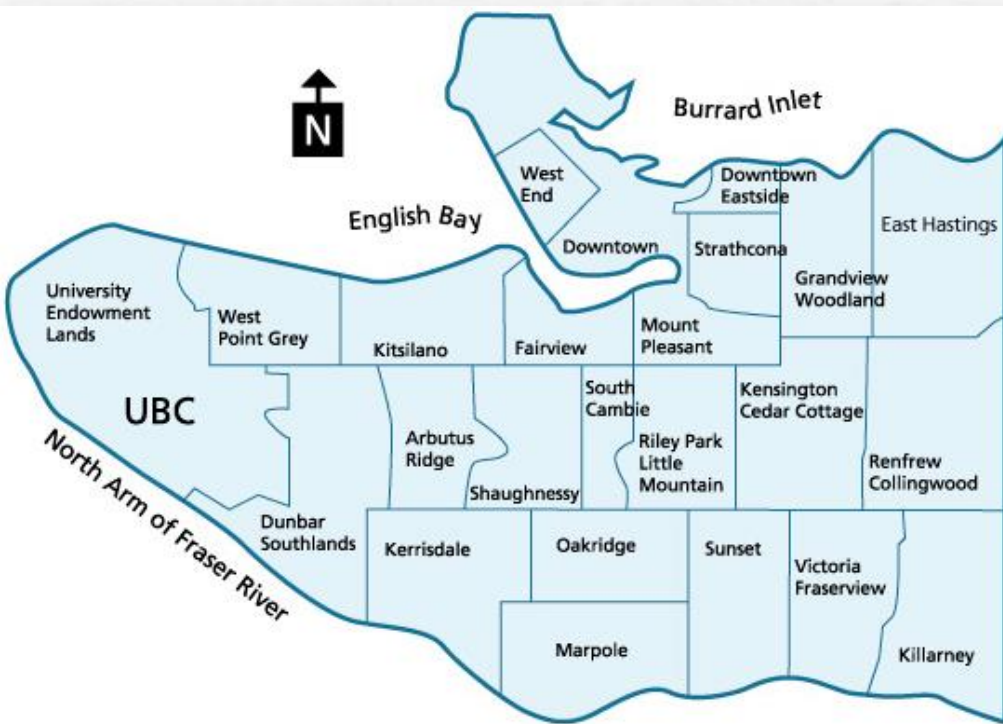 N
Burrard Inlet
West
End
Downtown
Eastside
English Bay
Downtown
Strathcona
East Hastings
Grandview
Woodland
University
Endowment
Lands
West
Point Grey
Kitsilano
Fairview
Mount
Pleasant
UBC
Arbutus
Ridge
Shaughnessy
South
Cambie
Riley Park
Little
Mountain
Kensington
Cedar Cottage
Renfrew
Collingwood
North Arm of Fraser River
Dunbar
Southlands
Kerrisdale
Oakridge
Sunset
Victoria
Fraserview
Marpole
Killarney